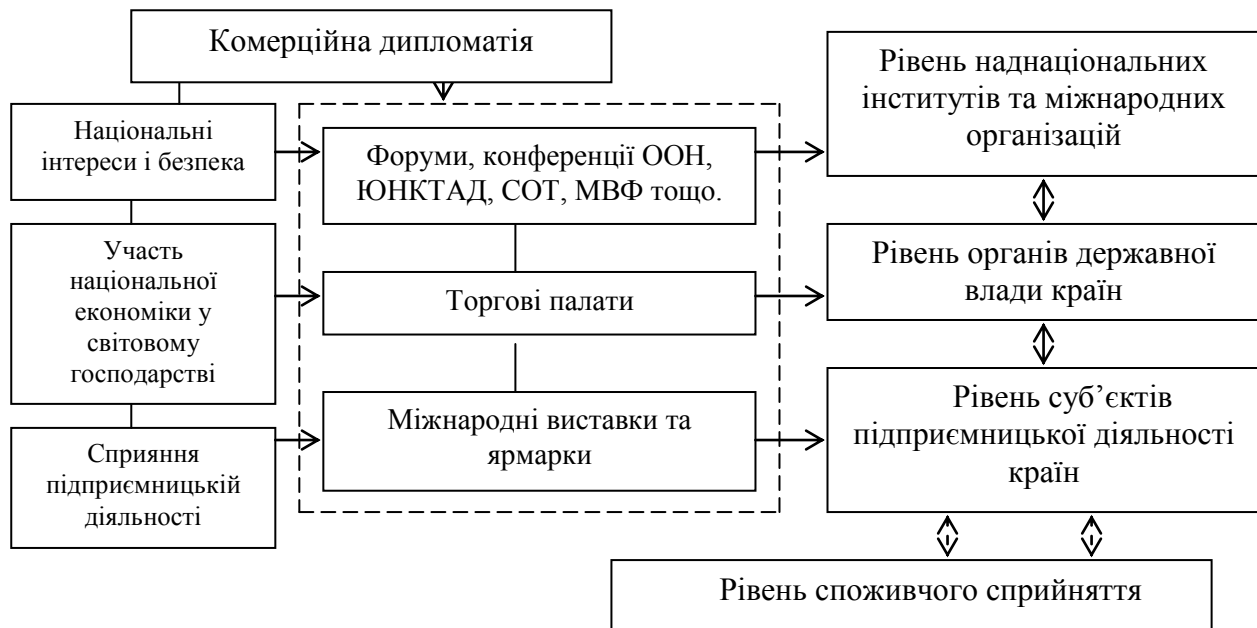 Комерційна дипломатія
Національні
інтереси і безпека
Участь
національної
економіки у
світовому
господарстві
Сприяння
підприємницькій
діяльності
Форуми, конференції ООН,
ЮНКТАД, СОТ, МВФ тощо.
Торгові палати
Міжнародні виставки та
ярмарки
Рівень наднаціональних
інститутів та міжнародних
організацій
Рівень органів державної
влади країн
Рівень суб’єктів
підприємницької діяльності
країн
Рівень споживчого сприйняття